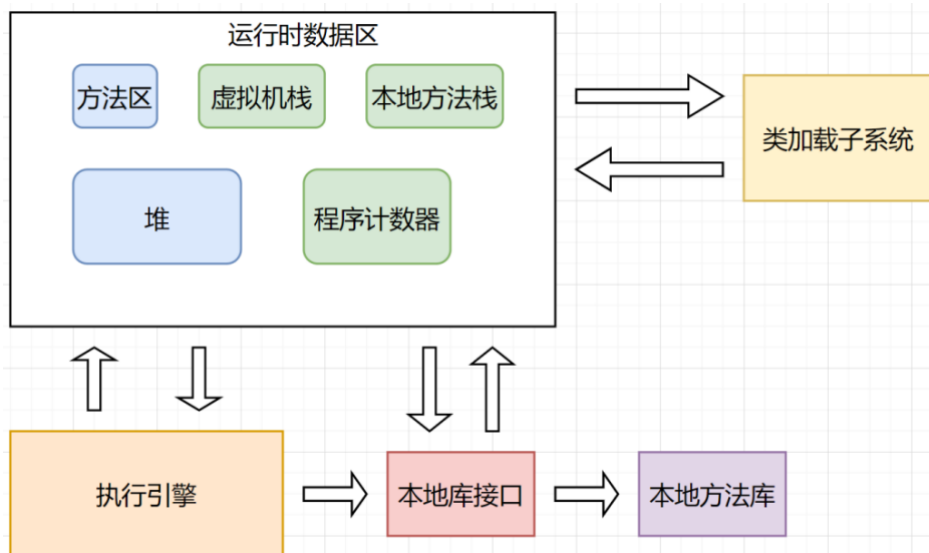 运行时数据区
方法区
虚拟机栈
本地方法栈
类加载子系统
堆
程序计数器
执行引擎
本地库接口
本地方法库